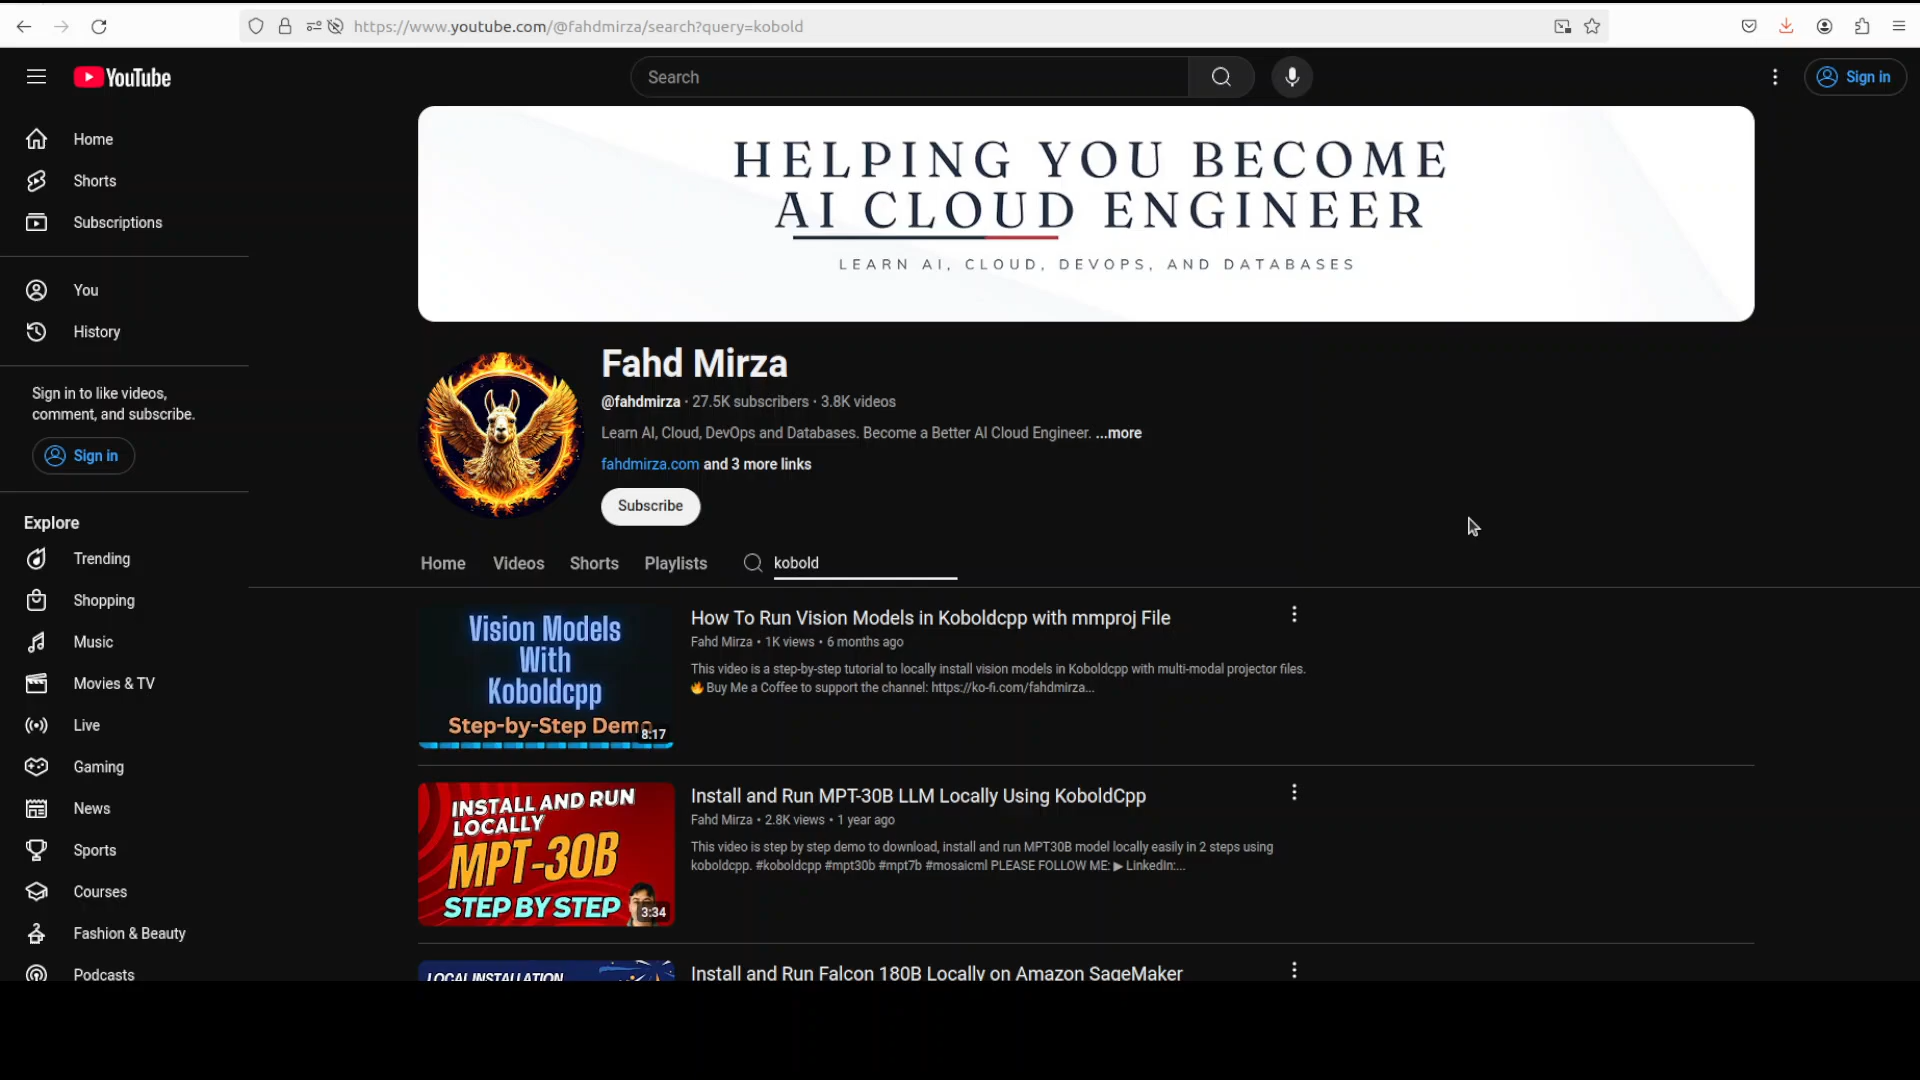 https://www.youtube.com/@fahdmirza/search?query=kobold
YouTube
Search
Sign in
Home
Shorts
Subscriptions
You
History
Sign in to like videos,
comment, and subscribe.
Sign in
Explore
Trending
Shopping
Music
Movies & TV
Live
Gaming
News
Sports
Courses
Fashion & Beauty
Podcasts
HELPING YOU BECOME
AI CLOUD ENGINEER
LEARN AI, CLOUD, DEVOPS, AND DATABASES
Fahd Mirza
@fahdmirza · 27.5K subscribers · 3.8K videos
Learn AI, Cloud, DevOps and Databases. Become a Better AI Cloud Engineer. ...more
fahdmirza.com and 3 more links
Subscribe
Home Videos Shorts Playlists kobold
Vision Models
With
Koboldcpp
Step-by-Step Demo
8:17
How To Run Vision Models in Koboldcpp with mmproj File
Fahd Mirza • 1K views • 6 months ago
This video is a step-by-step tutorial to locally install vision models in Koboldcpp with multi-modal projector files.
🔥Buy Me a Coffee to support the channel: https://ko-fi.com/fahdmirza...
INSTALL AND RUN
LOCALLY
MPT-30B
STEP BY STEP
3:34
Install and Run MPT-30B LLM Locally Using KoboldCpp
Fahd Mirza • 2.8K views • 1 year ago
This video is step by step demo to download, install and run MPT30B model locally easily in 2 steps using
koboldcpp. #koboldcpp #mpt30b #mpt7b #mosaicml PLEASE FOLLOW ME: ▶ LinkedIn:...
LOCAL INSTALLATION
Install and Run Falcon 180B Locally on Amazon SageMaker